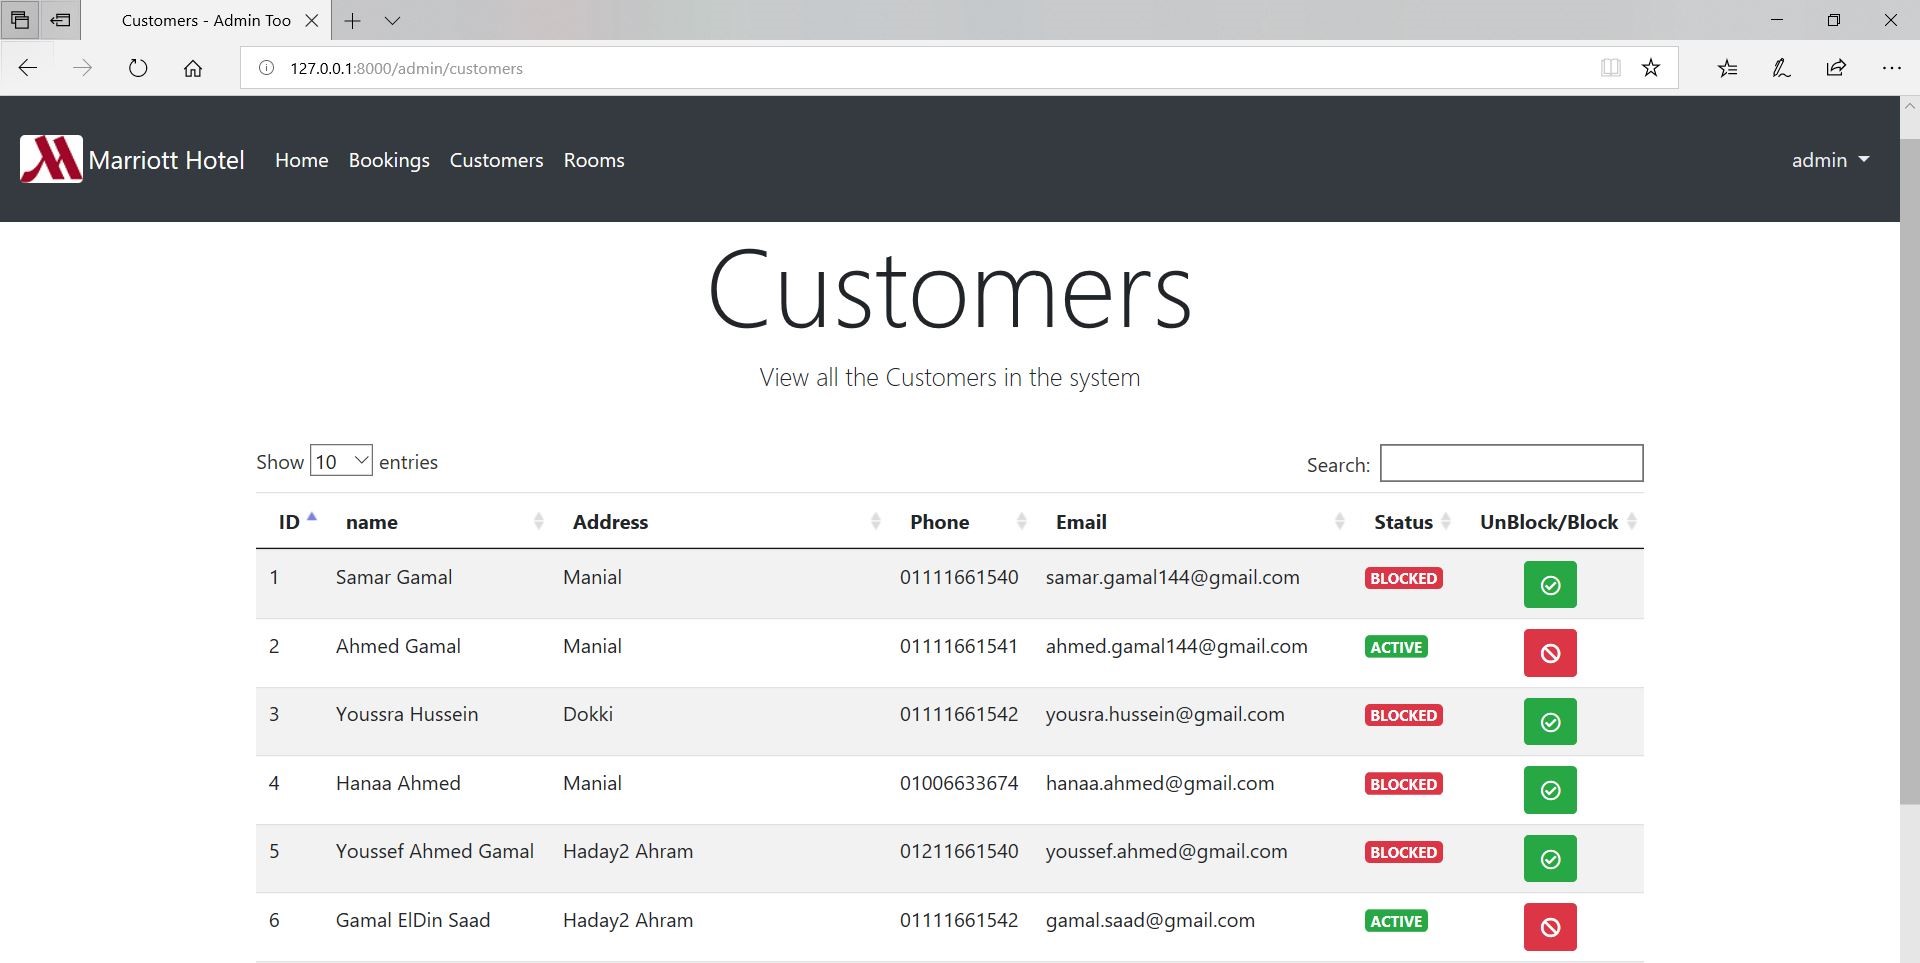 Customers - Admin Too
127.0.0.1:8000/admin/customers
Marriott Hotel Home Bookings Customers Rooms admin
Customers
View all the Customers in the system
Show 10 entries Search:
ID name Address Phone Email Status UnBlock/Block
1 Samar Gamal Manial 01111661540 samar.gamal144@gmail.com BLOCKED
2 Ahmed Gamal Manial 01111661541 ahmed.gamal144@gmail.com ACTIVE
3 Youssra Hussein Dokki 01111661542 yousra.hussein@gmail.com BLOCKED
4 Hanaa Ahmed Manial 01006633674 hanaa.ahmed@gmail.com BLOCKED
5 Youssef Ahmed Gamal Haday2 Ahram 01211661540 youssef.ahmed@gmail.com BLOCKED
6 Gamal ElDin Saad Haday2 Ahram 01111661542 gamal.saad@gmail.com ACTIVE